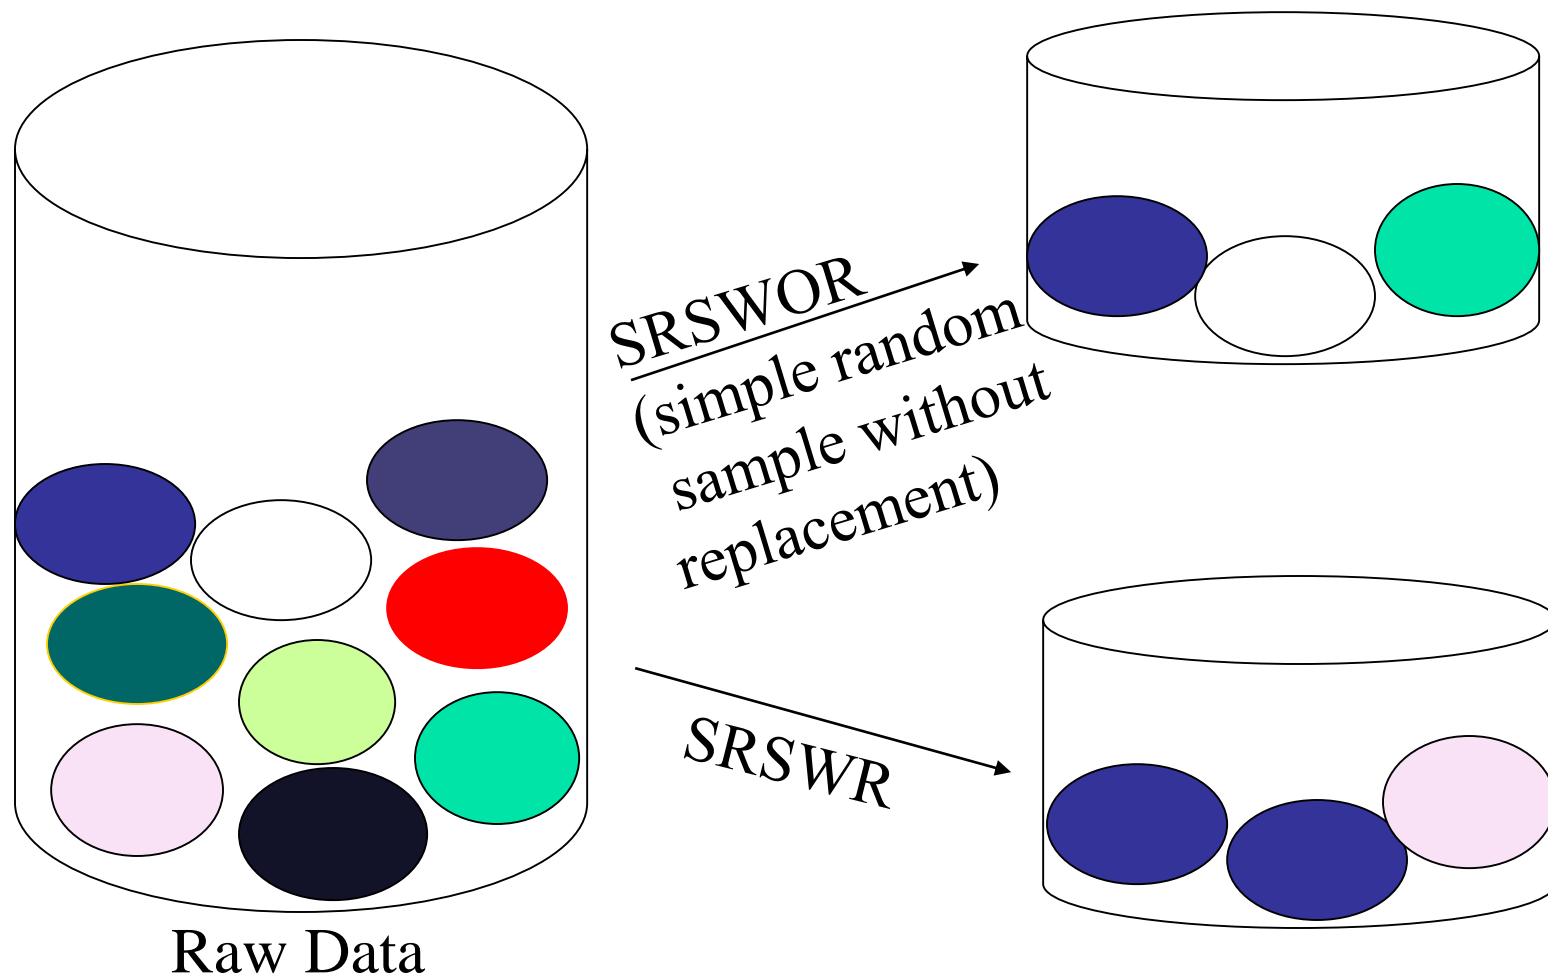 SRSWOR
(simple random
sample without
replacement)
SRSWR
Raw Data